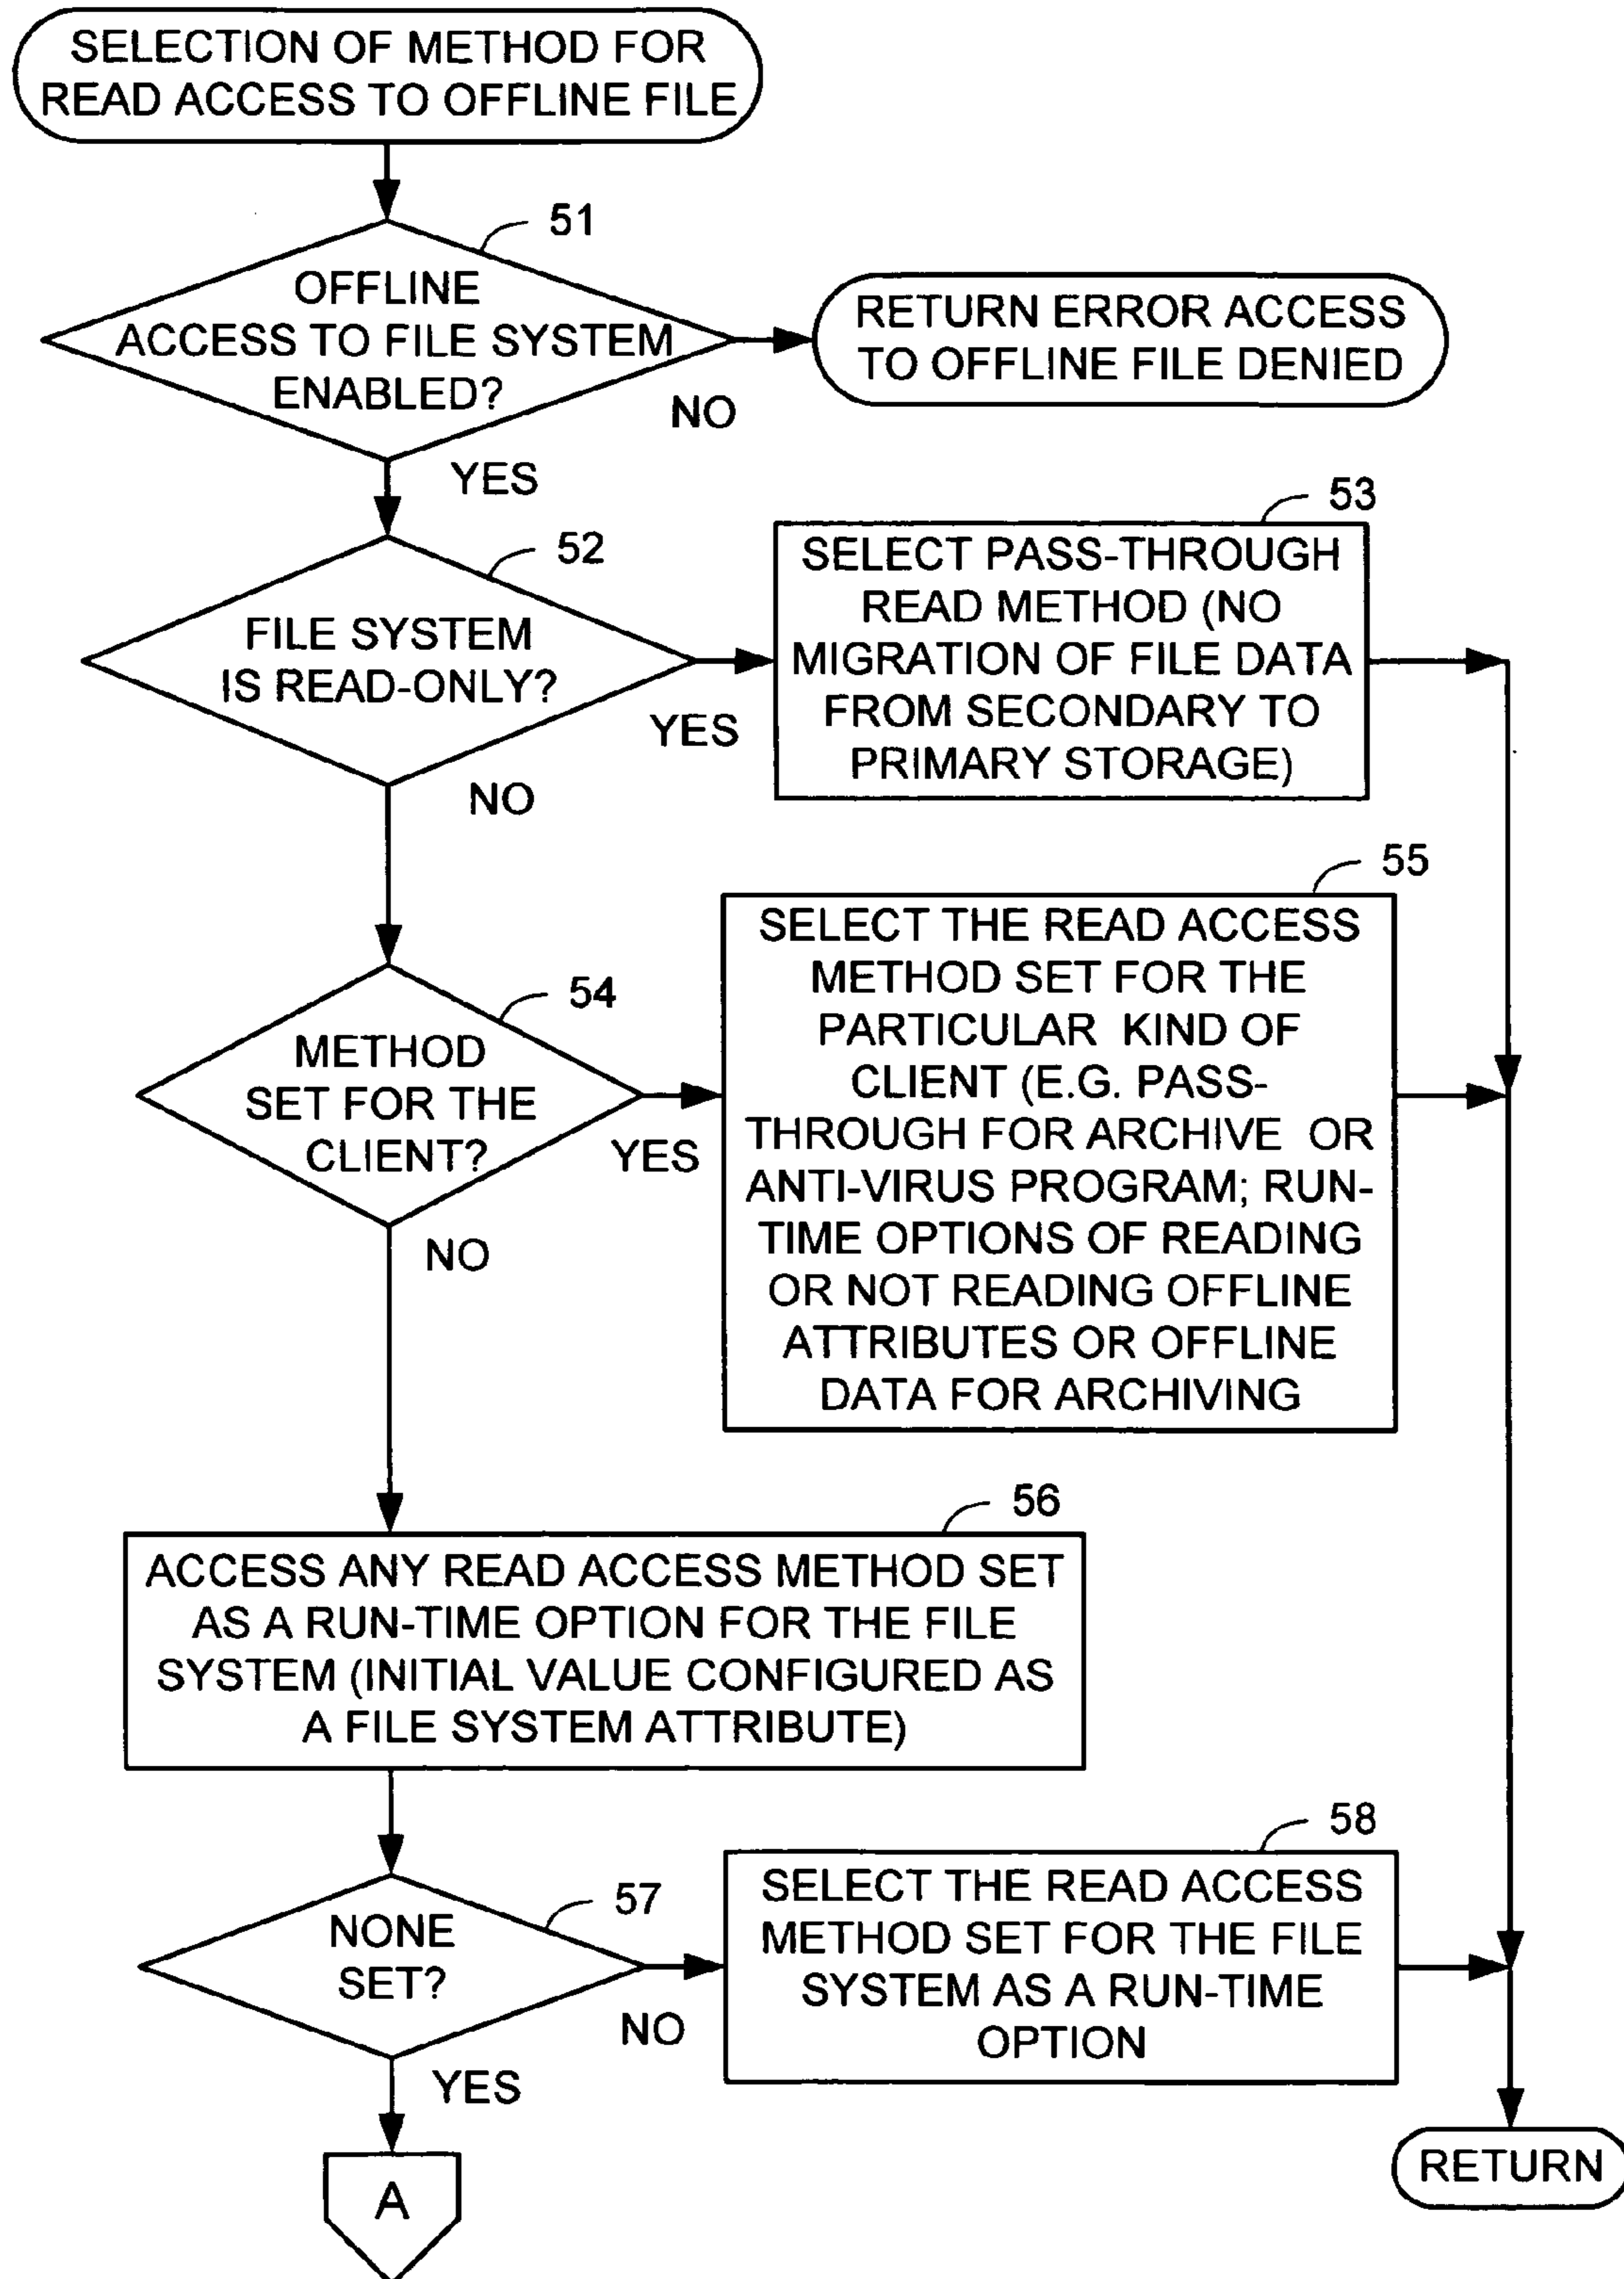 SELECTION OF METHOD FOR
READ ACCESS TO OFFLINE FILE
51
OFFLINE
ACCESS TO FILE SYSTEM
ENABLED?
NO
YES
RETURN ERROR ACCESS
TO OFFLINE FILE DENIED
52
FILE SYSTEM
IS READ-ONLY?
YES
NO
53
SELECT PASS-THROUGH
READ METHOD (NO
MIGRATION OF FILE DATA
FROM SECONDARY TO
PRIMARY STORAGE)
54
METHOD
SET FOR THE
CLIENT?
YES
NO
55
SELECT THE READ ACCESS
METHOD SET FOR THE
PARTICULAR KIND OF
CLIENT (E.G. PASS-
THROUGH FOR ARCHIVE OR
ANTI-VIRUS PROGRAM; RUN-
TIME OPTIONS OF READING
OR NOT READING OFFLINE
ATTRIBUTES OR OFFLINE
DATA FOR ARCHIVING
56
ACCESS ANY READ ACCESS METHOD SET
AS A RUN-TIME OPTION FOR THE FILE
SYSTEM (INITIAL VALUE CONFIGURED AS
A FILE SYSTEM ATTRIBUTE)
57
NONE
SET?
NO
YES
58
SELECT THE READ ACCESS
METHOD SET FOR THE FILE
SYSTEM AS A RUN-TIME
OPTION
A
RETURN